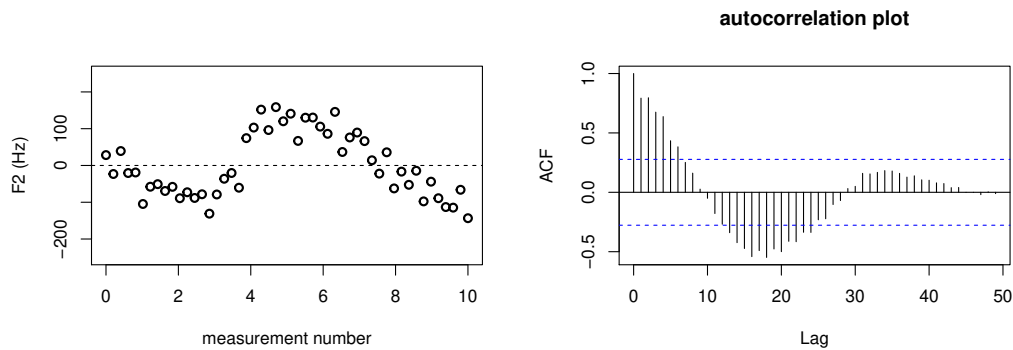 autocorrelation plot
F2 (Hz)
100
0
−200
0 2 4 6 8 10
measurement number
ACF
1.0
0.5
0.0
−0.5
0 10 20 30 40 50
Lag